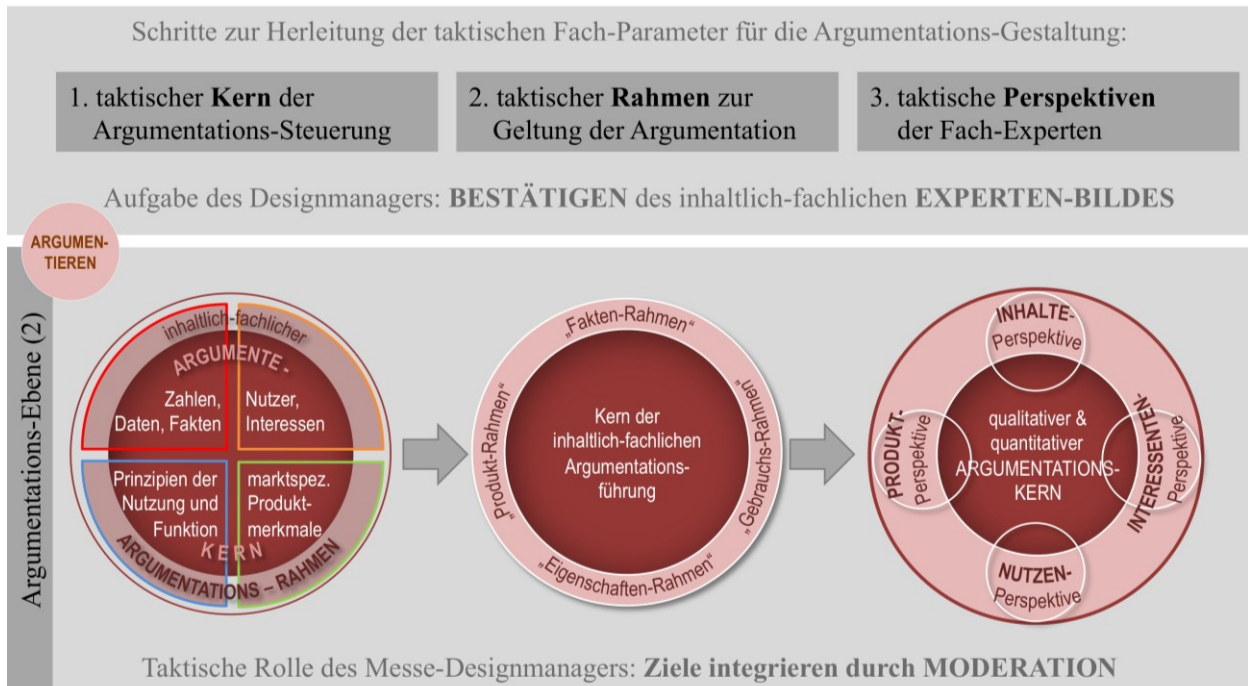 Schritte zur Herleitung der taktischen Fach-Parameter für die Argumentations-Gestaltung:
1. taktischer Kern der
Argumentations-Steuerung
2. taktischer Rahmen zur
Geltung der Argumentation
3. taktische Perspektiven
der Fach-Experten
Aufgabe des Designmanagers: BESTÄTIGEN des inhaltlich-fachlichen EXPERTEN-BILDES
ARGUMEN-
TIEREN
Argumentations-Ebene (2)
inhaltlich-fachlicher
ARGUMENTE -
Zahlen,
Daten, Fakten
Nutzer,
Interessen
Prinzipien der
Nutzung und
Funktion
marktspez.
Produkt-
merkmale
KERN
ARGUMENTATIONS – RAHMEN
„Fakten-Rahmen“
„Produkt-Rahmen“
Kern der
inhaltlich-fachlichen
Argumentations-
führung
„Gebrauchs-Rahmen“
„Eigenschaften-Rahmen“
INHALTE-
Perspektive
PRODUKT-
Perspektive
qualitativer &
quantitativer
ARGUMENTATIONS-
KERN
INTERESSENTEN-
Perspektive
NUTZEN-
Perspektive
Taktische Rolle des Messe-Designmanagers: Ziele integrieren durch MODERATION